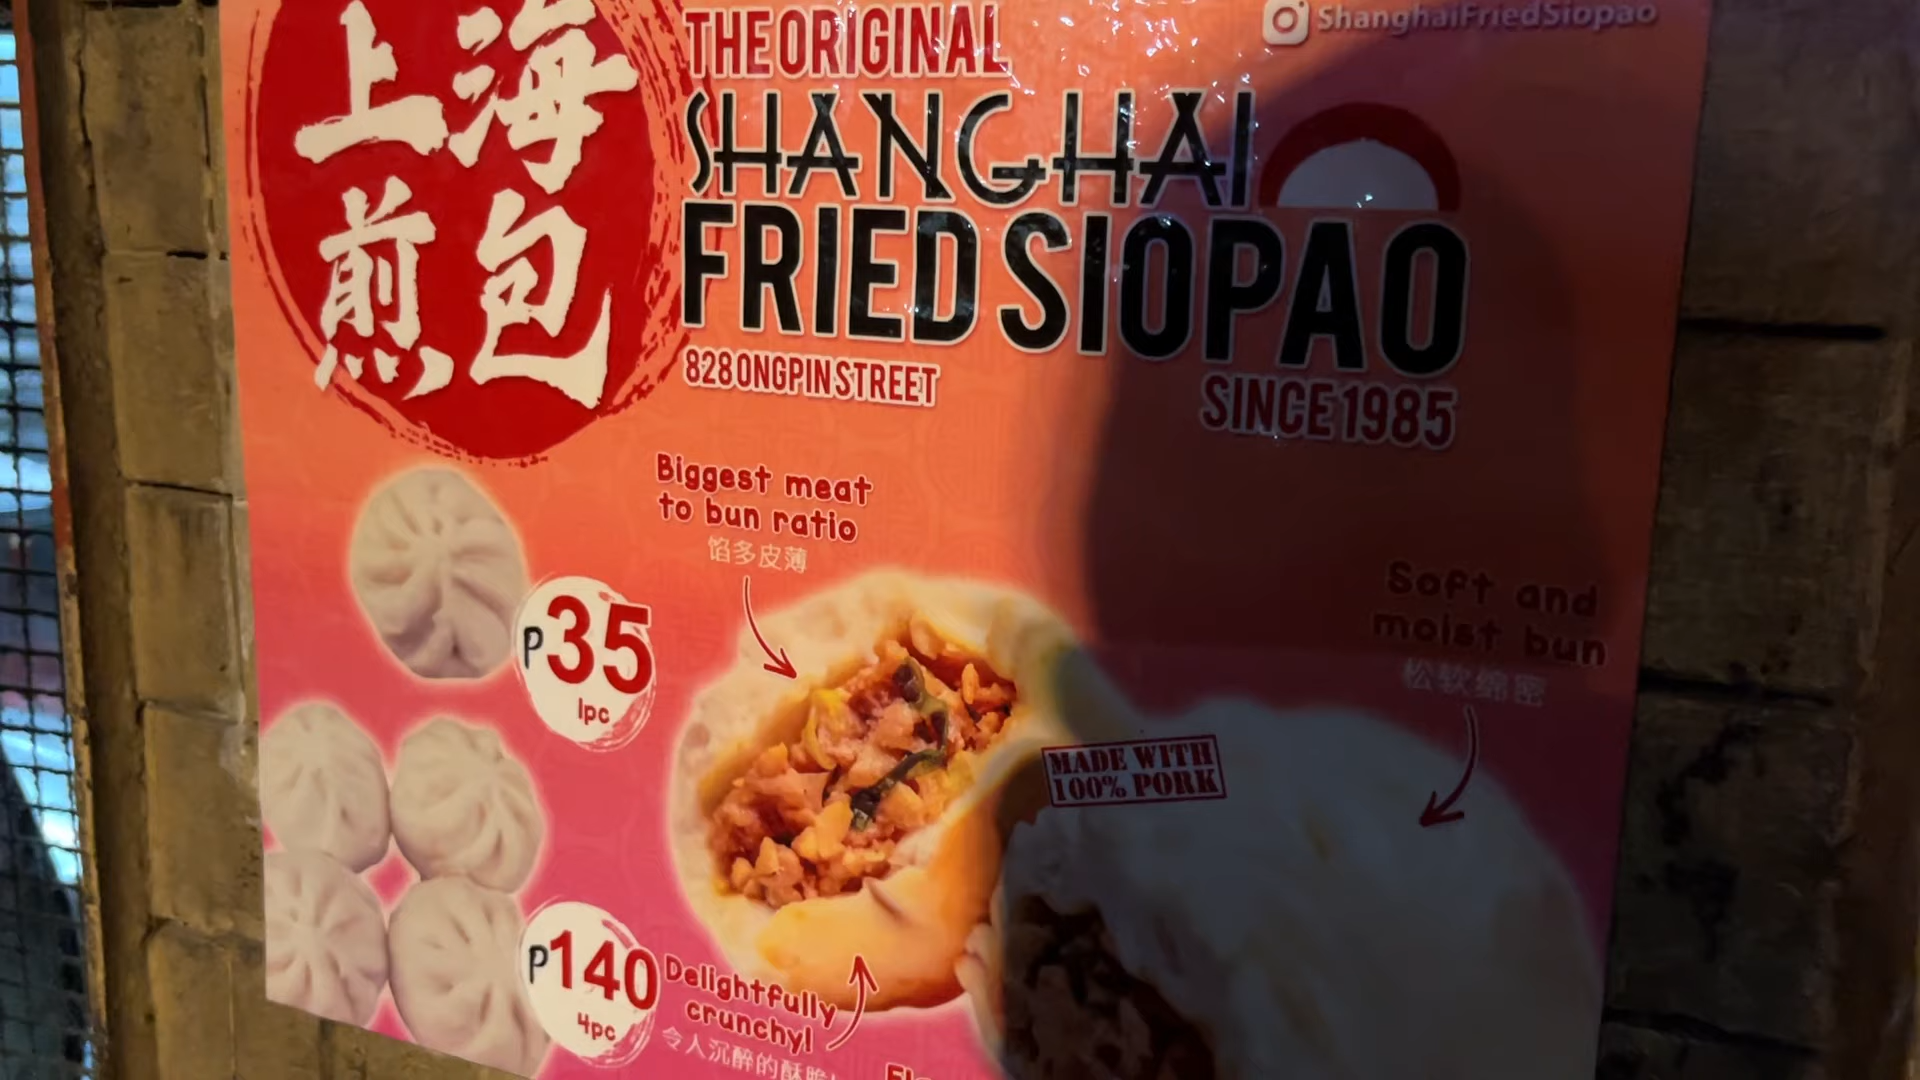 上海
煎包
THE ORIGINAL
SHANGHAI
FRIED SIOPAO
828 ONGPIN STREET
SINCE 1985
ShanghaiFriedSiopao
Biggest meat
to bun ratio
馅多皮薄
Soft and
moist bun
松软绵密
P35
1pc
MADE WITH
100% PORK
P140
4pc
Delightfully
crunchy!
令人沉醉的酥脆